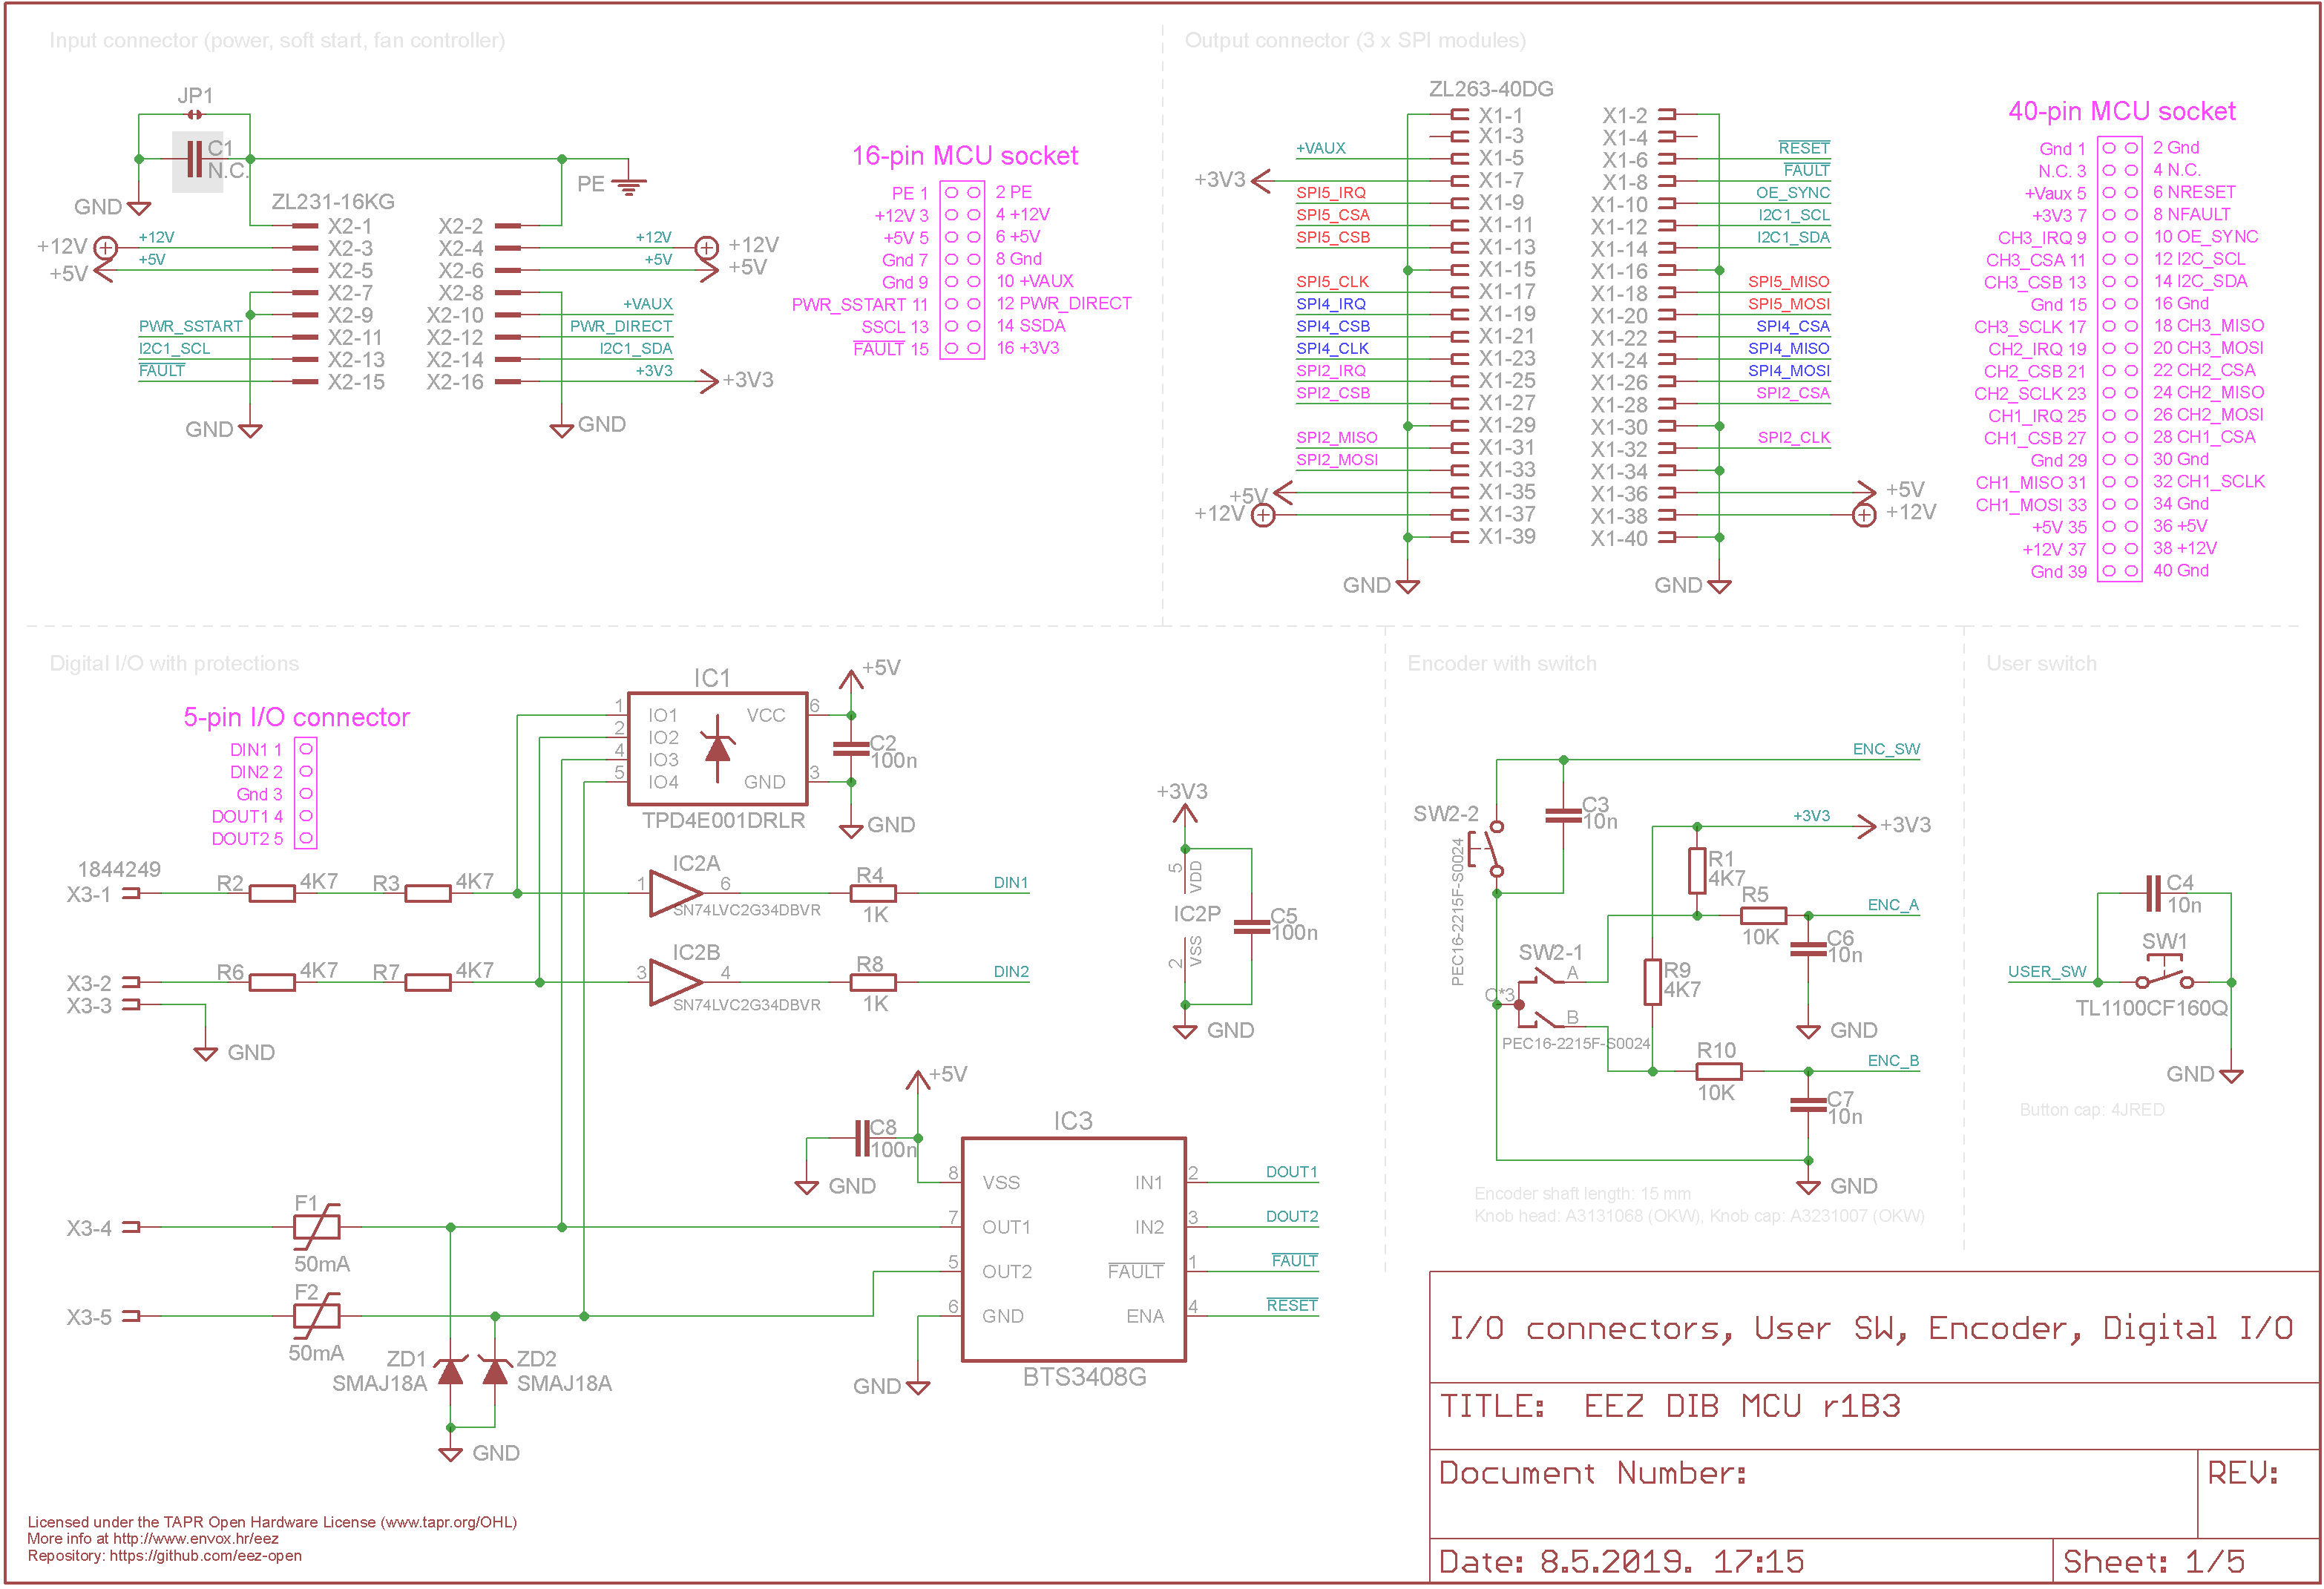 Input connector (power, soft start, fan controller)
JP1
C1
N.C.
GND
PE
ZL231-16KG
X2-1
X2-2
+12V
+12V
X2-3
X2-4
+12V
+12V
+5V
+5V
X2-5
X2-6
+5V
+5V
X2-7
X2-8
X2-9
X2-10
+VAUX
PWR_SSTART
X2-11
X2-12
PWR_DIRECT
I2C1_SCL
X2-13
X2-14
I2C1_SDA
FAULT
X2-15
X2-16
+3V3
+3V3
GND
GND
16-pin MCU socket
PE 1
2 PE
+12V 3
4 +12V
+5V 5
6 +5V
Gnd 7
8 Gnd
Gnd 9
10 +VAUX
PWR_SSTART 11
12 PWR_DIRECT
SSCL 13
14 SSDA
FAULT 15
16 +3V3
Output connector (3 x SPI modules)
ZL263-40DG
X1-1
X1-2
X1-3
X1-4
+VAUX
X1-5
X1-6
RESET
+3V3
X1-7
X1-8
FAULT
SPI5_IRQ
X1-9
X1-10
OE_SYNC
SPI5_CSA
X1-11
X1-12
I2C1_SCL
SPI5_CSB
X1-13
X1-14
I2C1_SDA
X1-15
X1-16
SPI5_CLK
X1-17
X1-18
SPI5_MISO
SPI4_IRQ
X1-19
X1-20
SPI5_MOSI
SPI4_CSB
X1-21
X1-22
SPI4_CSA
SPI4_CLK
X1-23
X1-24
SPI4_MISO
SPI2_IRQ
X1-25
X1-26
SPI4_MOSI
SPI2_CSB
X1-27
X1-28
SPI2_CSA
X1-29
X1-30
SPI2_MISO
X1-31
X1-32
SPI2_CLK
SPI2_MOSI
X1-33
X1-34
+5V
X1-35
X1-36
+5V
+12V
X1-37
X1-38
+12V
X1-39
X1-40
GND
GND
40-pin MCU socket
Gnd 1
2 Gnd
N.C. 3
4 N.C.
+Vaux 5
6 NRESET
+3V3 7
8 NFAULT
CH3_IRQ 9
10 OE_SYNC
CH3_CSA 11
12 I2C_SCL
CH3_CSB 13
14 I2C_SDA
Gnd 15
16 Gnd
CH3_SCLK 17
18 CH3_MISO
CH2_IRQ 19
20 CH3_MOSI
CH2_CSB 21
22 CH2_CSA
CH2_SCLK 23
24 CH2_MISO
CH1_IRQ 25
26 CH2_MOSI
CH1_CSB 27
28 CH1_CSA
Gnd 29
30 Gnd
CH1_MISO 31
32 CH1_SCLK
CH1_MOSI 33
34 Gnd
+5V 35
36 +5V
+12V 37
38 +12V
Gnd 39
40 Gnd
Digital I/O with protections
5-pin I/O connector
DIN1 1
DIN2 2
Gnd 3
DOUT1 4
DOUT2 5
IC1
+5V
1
IO1
VCC
6
2
IO2
4
IO3
5
IO4
GND
3
C2
100n
TPD4E001DRLR
GND
1844249
X3-1
R2
4K7
R3
4K7
IC2A
1
6
SN74LVC2G34DBVR
R4
1K
DIN1
X3-2
R6
4K7
R7
4K7
IC2B
3
4
SN74LVC2G34DBVR
R8
1K
DIN2
X3-3
GND
+3V3
5
VDD
IC2P
2
VSS
C5
100n
GND
+5V
C8
100n
GND
IC3
8
VSS
IN1
2
DOUT1
7
OUT1
IN2
3
DOUT2
5
OUT2
FAULT
1
FAULT
6
GND
ENA
4
RESET
BTS3408G
GND
X3-4
F1
50mA
X3-5
F2
50mA
ZD1
SMAJ18A
ZD2
SMAJ18A
GND
Encoder with switch
ENC_SW
SW2-2
PEC16-2215F-S0024
C3
10n
+3V3
+3V3
R1
4K7
R5
10K
ENC_A
C6
10n
GND
SW2-1
A
C*3
B
PEC16-2215F-S0024
R9
4K7
R10
10K
ENC_B
C7
10n
GND
Encoder shaft length: 15 mm
Knob head: A3131068 (OKW), Knob cap: A3231007 (OKW)
User switch
C4
10n
SW1
USER_SW
TL1100CF160Q
GND
Button cap: 4JRED
I/O connectors, User SW, Encoder, Digital I/O
TITLE: EEZ DIB MCU r1B3
Document Number:
REV:
Date: 8.5.2019. 17:15
Sheet: 1/5
Licensed under the TAPR Open Hardware License (www.tapr.org/OHL)
More info at http://www.envox.hr/eez
Repository: https://github.com/eez-open